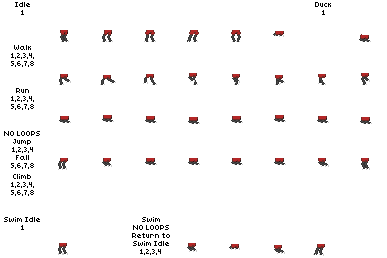 Idle
1
Duck
1
Walk
1,2,3,4,
5,6,7,8
Run
1,2,3,4,
5,6,7,8
NO LOOPS
Jump
1,2,3,4
Fall
5,6,7,8
Climb
1,2,3,4,
5,6,7,8
Swim Idle
1
Swim
NO LOOPS
Return to
Swim Idle
1,2,3,4